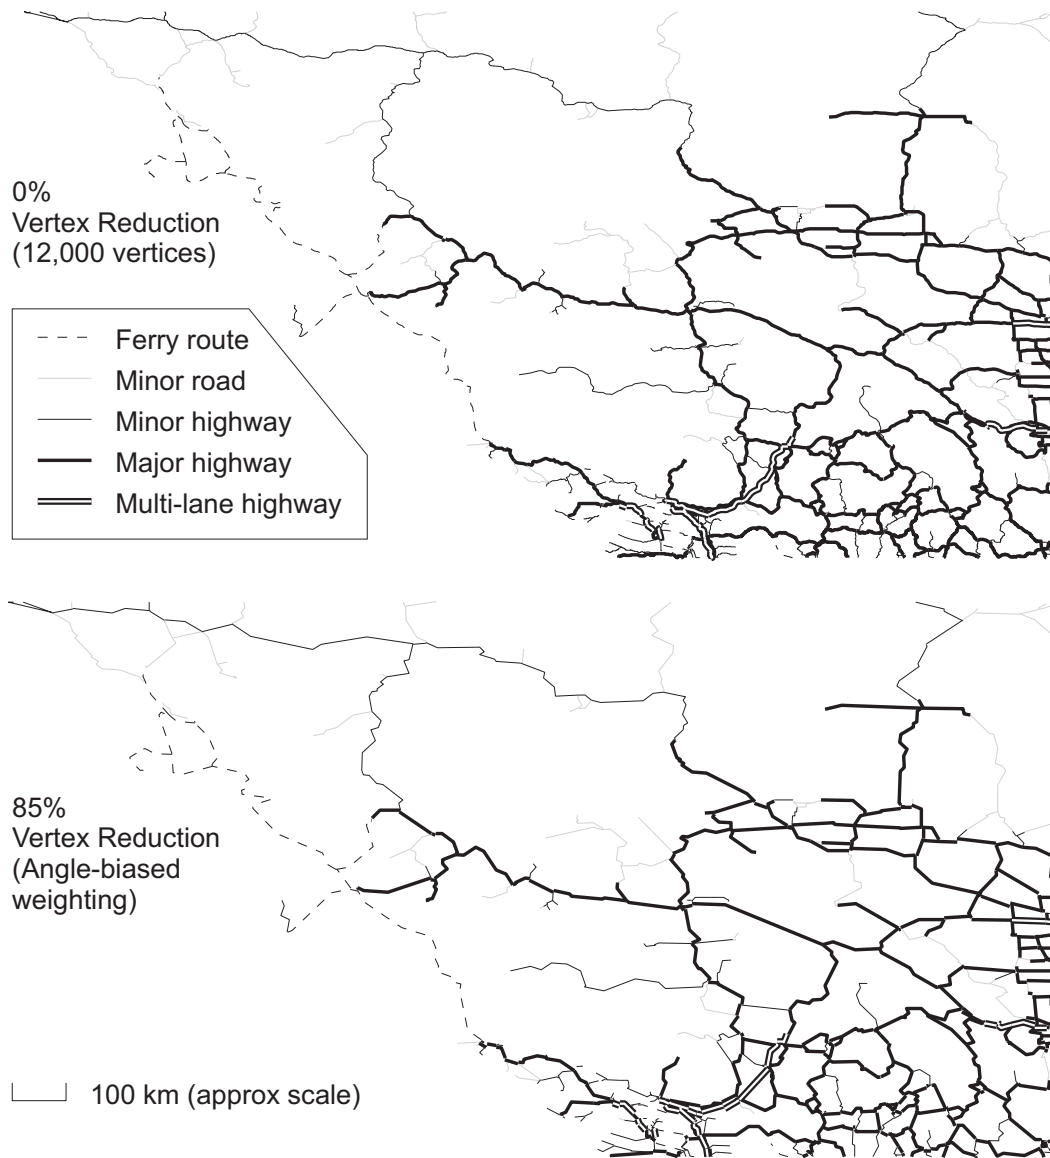 0%
Vertex Reduction
(12,000 vertices)
Ferry route
Minor road
Minor highway
Major highway
Multi-lane highway
85%
Vertex Reduction
(Angle-biased
weighting)
100 km (approx scale)